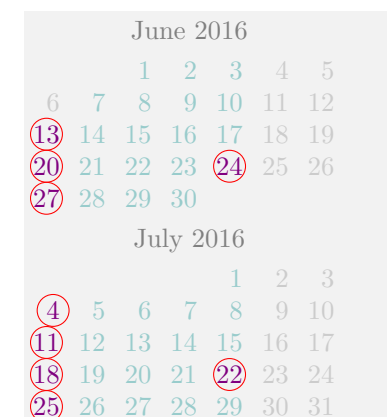 June 2016
1 2 3 4 5
6 7 8 9 10 11 12
13 14 15 16 17 18 19
20 21 22 23 24 25 26
27 28 29 30
July 2016
1 2 3
4 5 6 7 8 9 10
11 12 13 14 15 16 17
18 19 20 21 22 23 24
25 26 27 28 29 30 31